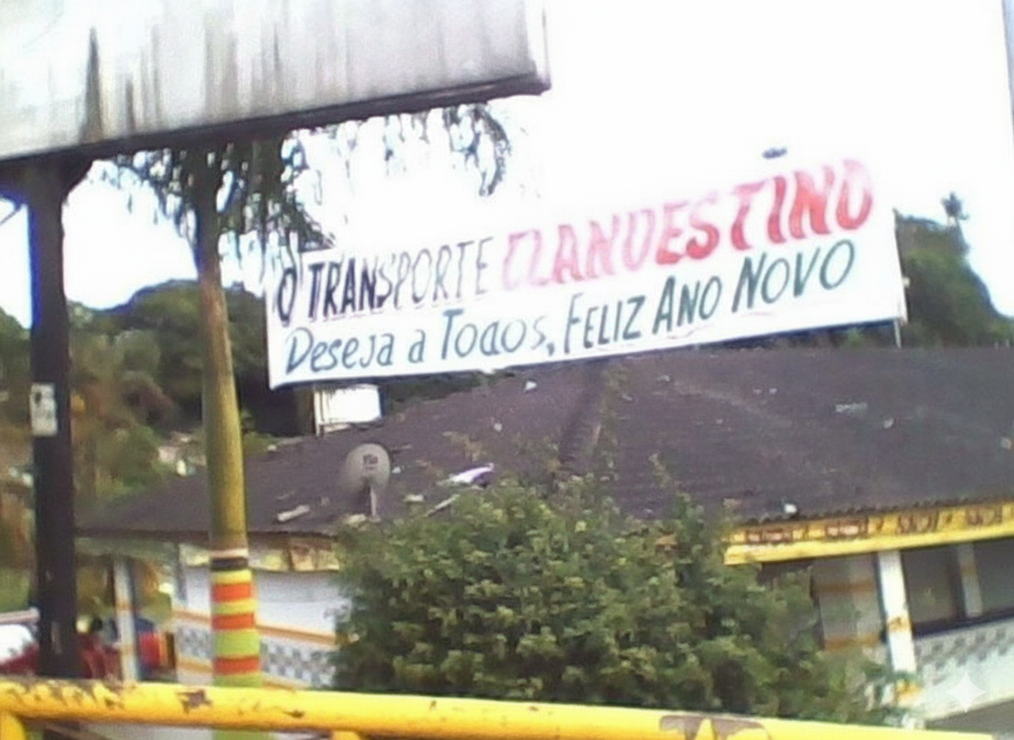 O TRANSPORTE CLANDESTINO
Deseja a Todos, FELIZ ANO NOVO